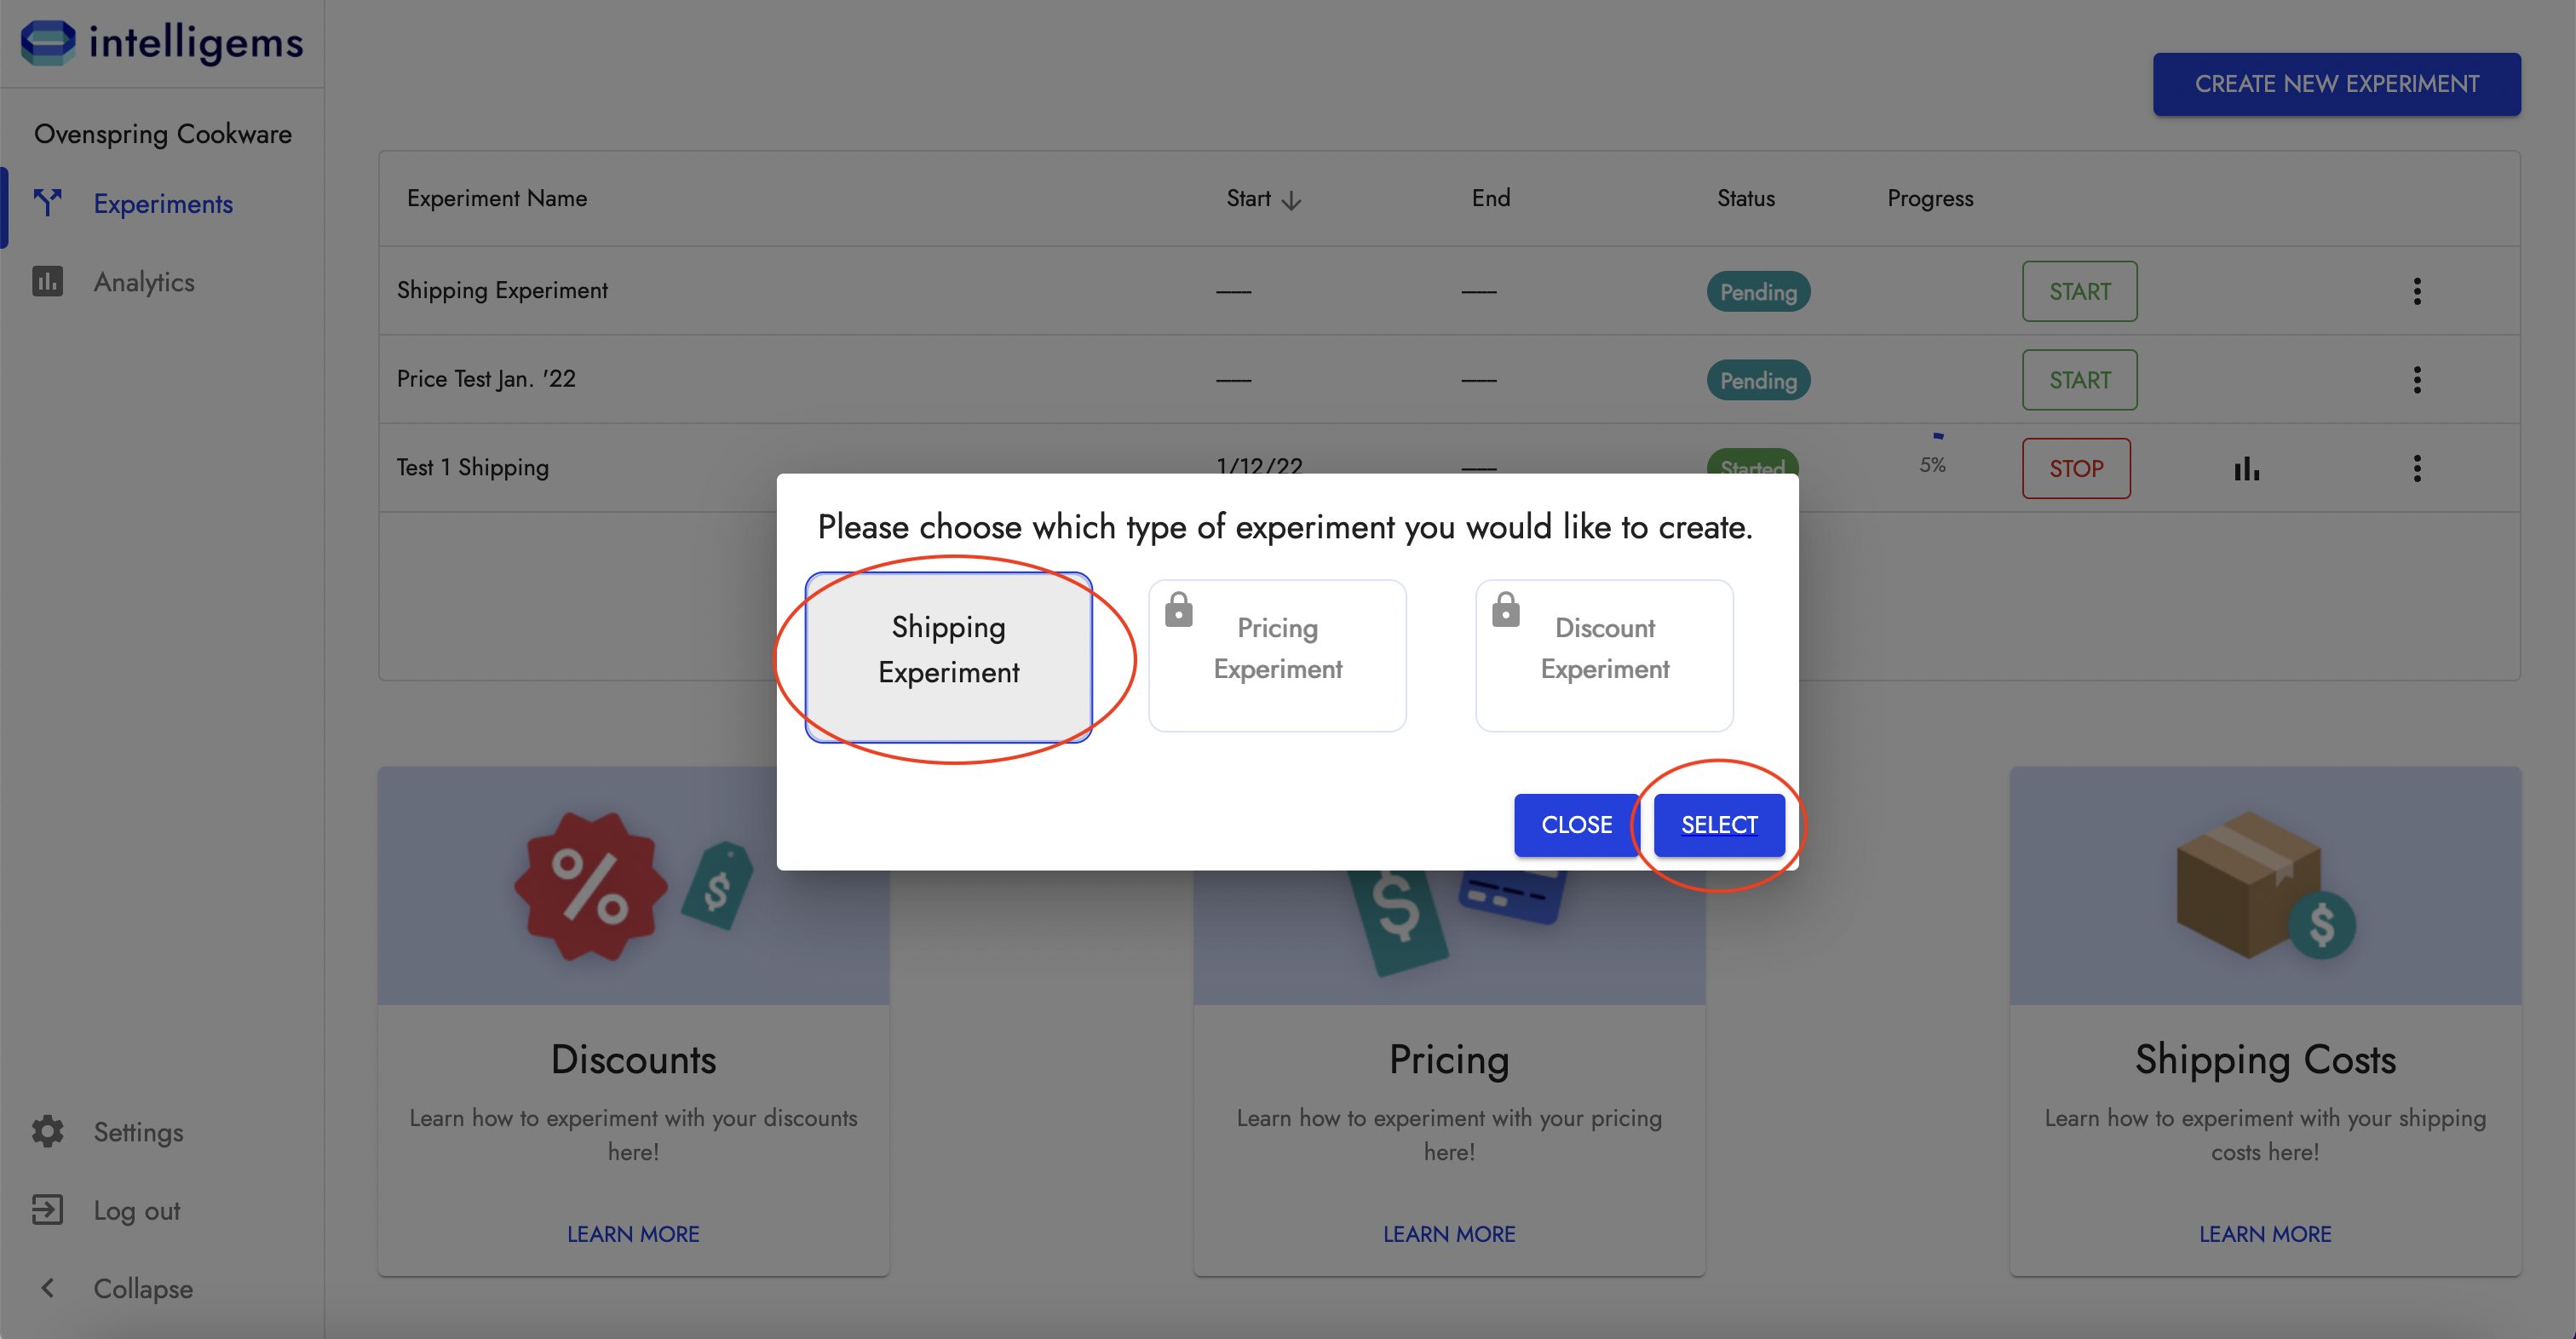 intelligems
CREATE NEW EXPERIMENT
Ovenspring Cookware
Experiments
Analytics
Experiment Name Start End Status Progress
Shipping Experiment Pending START
Price Test Jan. '22 Pending START
Test 1 Shipping 1/12/22 Started 5% STOP
Please choose which type of experiment you would like to create.
Shipping
Experiment
Pricing
Experiment
Discount
Experiment
CLOSE SELECT
%
$
$
$
Discounts
Learn how to experiment with your discounts
here!
LEARN MORE
Pricing
Learn how to experiment with your pricing
here!
LEARN MORE
Shipping Costs
Learn how to experiment with your shipping
costs here!
LEARN MORE
Settings
Log out
Collapse